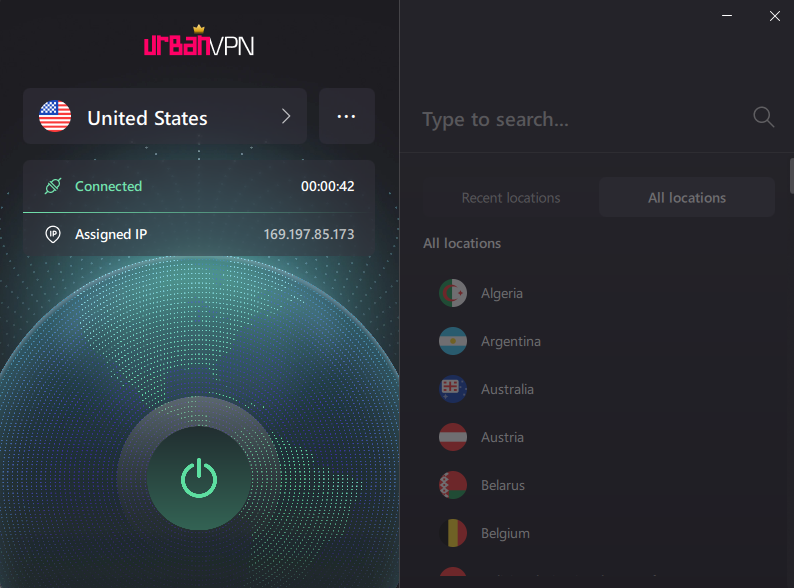 urbanVPN
United States
Connected
00:00:42
IP
Assigned IP
169.197.85.173
Type to search...
Recent locations
All locations
All locations
Algeria
Argentina
Australia
Austria
Belarus
Belgium